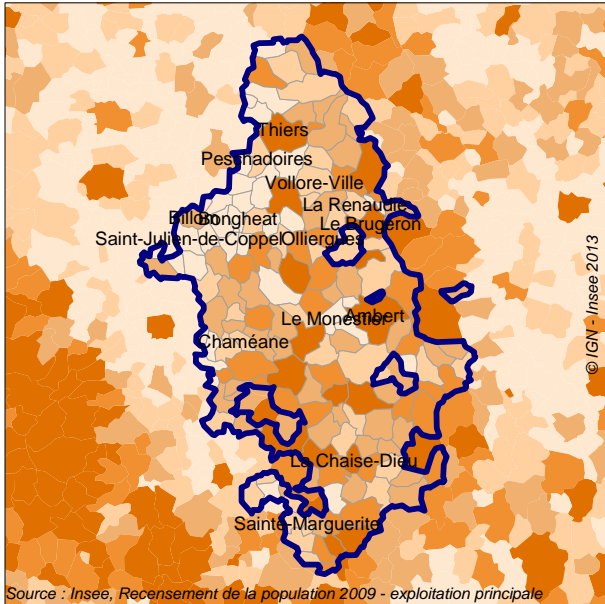 Thiers
Peschadoires
Vollore-Ville
La Renaudie
Le Brugeron
Billom
Bongheat
Saint-Julien-de-Coppel
Olliergues
Le Monestier
Ambert
Chaméane
La Chaise-Dieu
Sainte-Marguerite
© IGN - Insee 2013
Source : Insee, Recensement de la population 2009 - exploitation principale